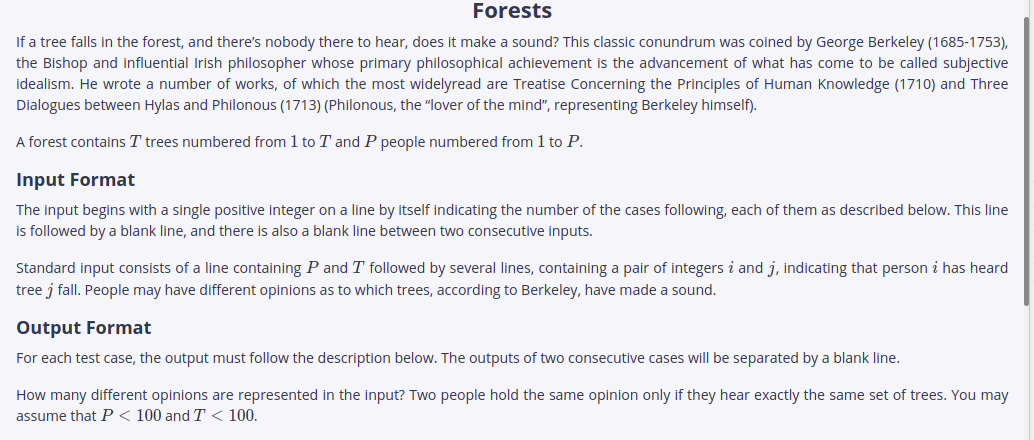 Forests
If a tree falls in the forest, and there’s nobody there to hear, does it make a sound? This classic conundrum was coined by George Berkeley (1685-1753),
the Bishop and influential Irish philosopher whose primary philosophical achievement is the advancement of what has come to be called subjective
idealism. He wrote a number of works, of which the most widelyread are Treatise Concerning the Principles of Human Knowledge (1710) and Three
Dialogues between Hylas and Philonous (1713) (Philonous, the “lover of the mind”, representing Berkeley himself).
A forest contains T trees numbered from 1 to T and P people numbered from 1 to P.
Input Format
The input begins with a single positive integer on a line by itself indicating the number of the cases following, each of them as described below. This line
is followed by a blank line, and there is also a blank line between two consecutive inputs.
Standard input consists of a line containing P and T followed by several lines, containing a pair of integers i and j, indicating that person i has heard
tree j fall. People may have different opinions as to which trees, according to Berkeley, have made a sound.
Output Format
For each test case, the output must follow the description below. The outputs of two consecutive cases will be separated by a blank line.
How many different opinions are represented in the input? Two people hold the same opinion only if they hear exactly the same set of trees. You may
assume that P < 100 and T < 100.